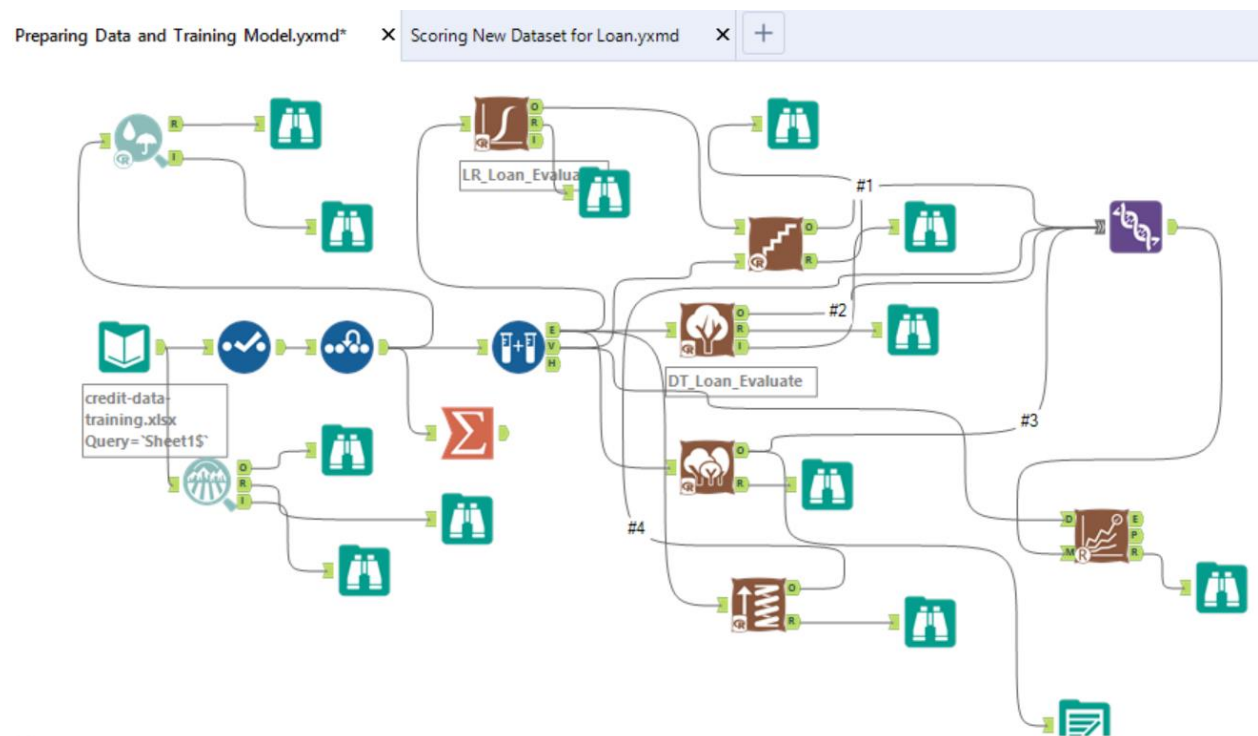 Preparing Data and Training Model.yxmd*
Scoring New Dataset for Loan.yxmd
R
I
R
O
R
I
R
LR_Loan_Evalua
#1
O
R
R
#2
O
R
I
R
DT_Loan_Evaluate
E
V
H
credit-data-
training.xlsx
Query=`Sheet1$`
O
R
I
#3
O
R
R
#4
D
M
E
P
R
R
O
R
R